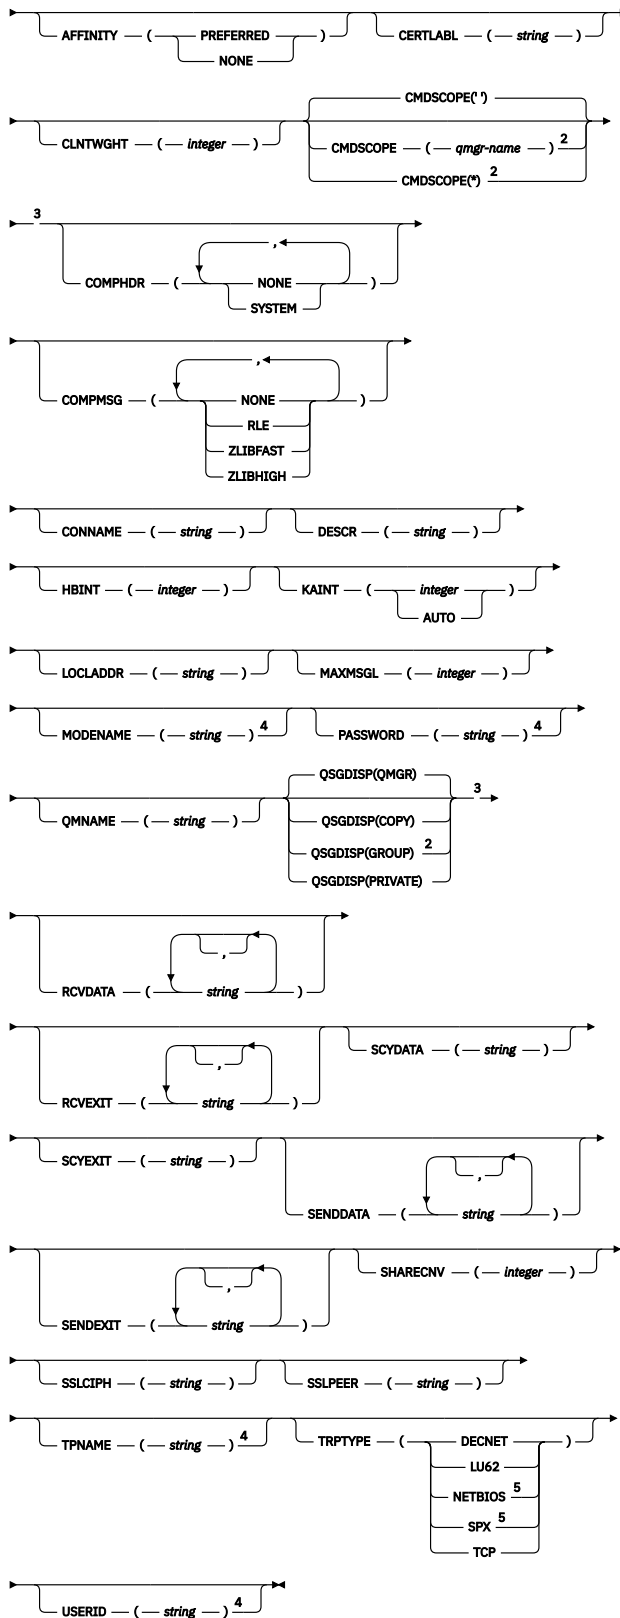 AFFINITY ( PREFERRED ) CERTLABL ( string )
NONE
CMDSCOPE(' ')
CLNTWGHT ( integer ) CMDSCOPE ( qmgr-name ) 2
CMDSCOPE(*) 2
3
,
COMPHDR ( NONE )
SYSTEM
,
COMPMSG ( NONE )
RLE
ZLIBFAST
ZLIBHIGH
CONNAME ( string ) DESCR ( string )
HBINT ( integer ) KAINT ( integer )
AUTO
LOCLADDR ( string ) MAXMSGL ( integer )
MODENAME ( string ) 4 PASSWORD ( string ) 4
QSGDISP(QMGR) 3
QMNAME ( string ) QSGDISP(COPY)
QSGDISP(GROUP) 2
QSGDISP(PRIVATE)
,
RCVDATA ( string )
SCYDATA ( string )
,
RCVEXIT ( string )
SCYEXIT ( string )
,
SENDDATA ( string )
SHARECNV ( integer )
,
SENDEXIT ( string )
SSLCIPH ( string ) SSLPEER ( string )
TPNAME ( string ) 4 TRPTYPE ( DECNET )
LU62
NETBIOS 5
SPX 5
TCP
USERID ( string ) 4